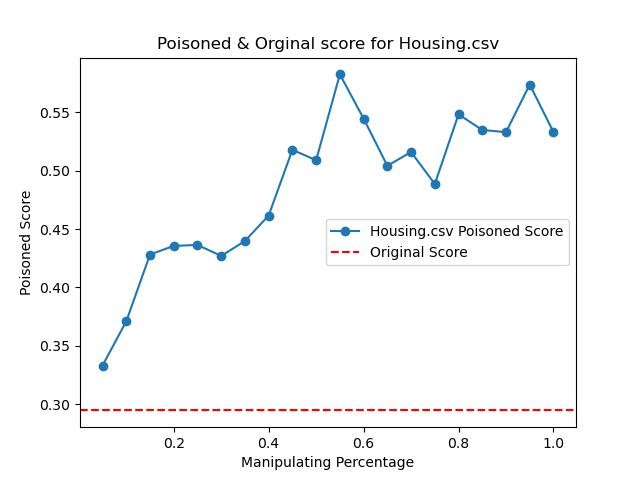 Poisoned & Orginal score for Housing.csv
Poisoned Score
0.55
0.50
0.45
0.40
0.35
0.30
Housing.csv Poisoned Score
Original Score
0.2 0.4 0.6 0.8 1.0
Manipulating Percentage